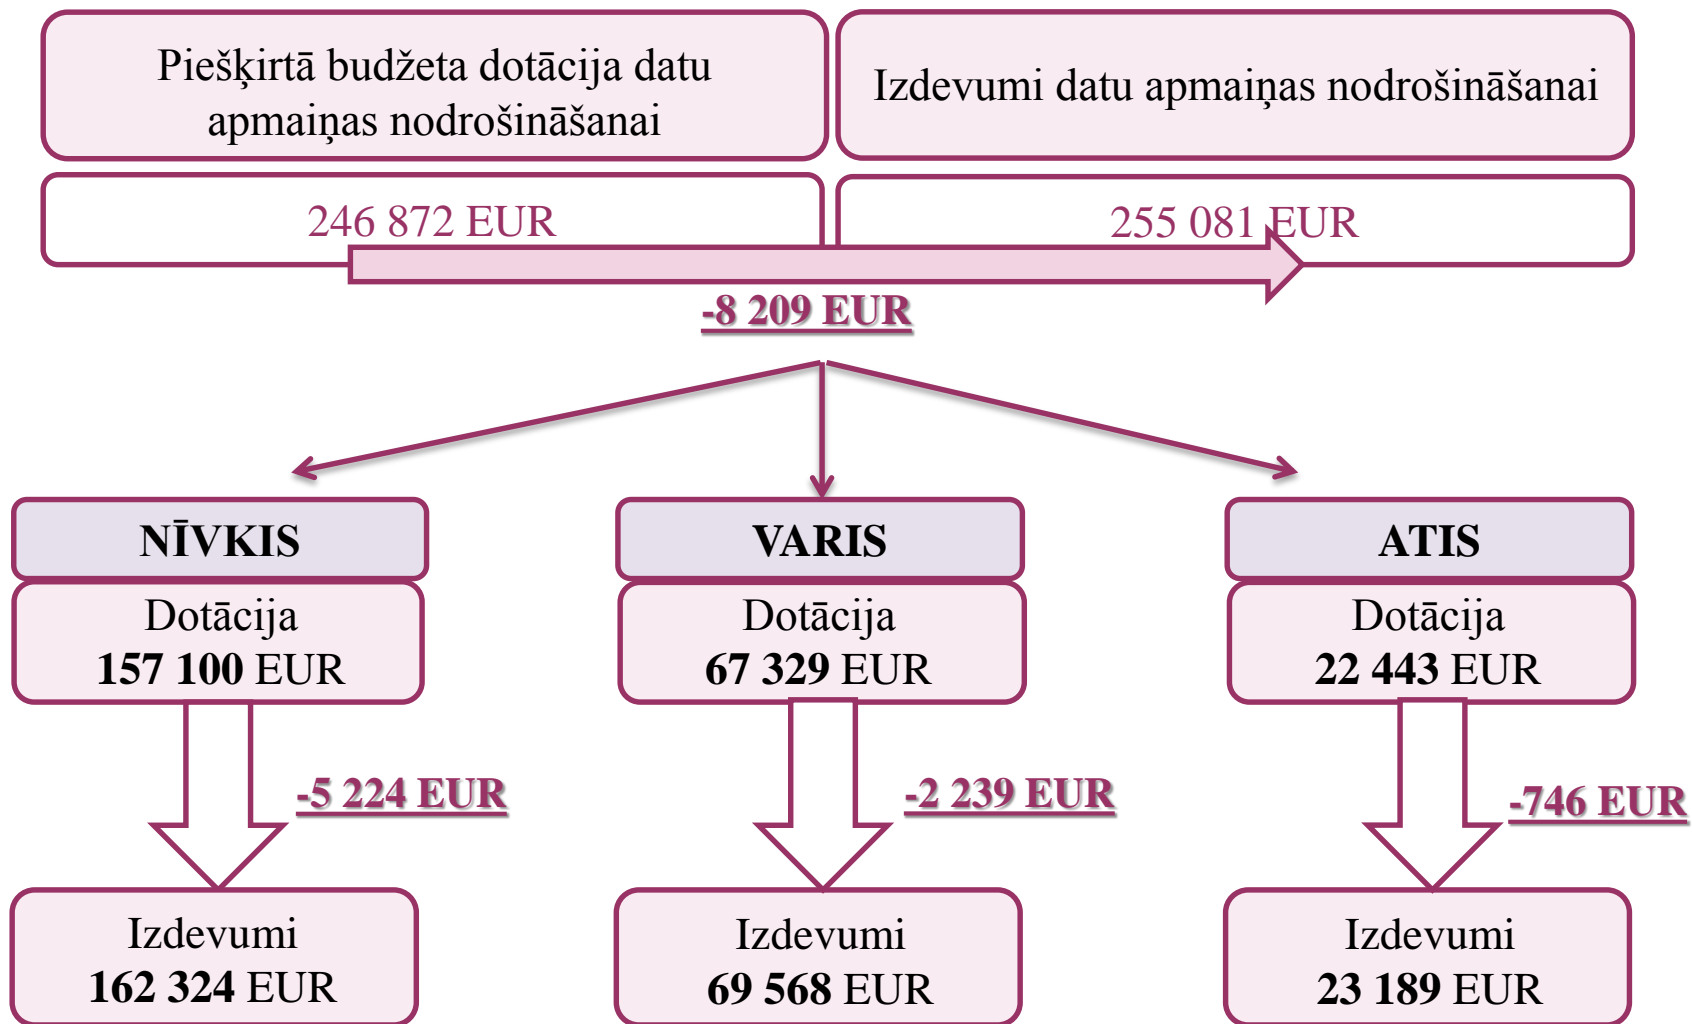 Piešķirtā budžeta dotācija datu
apmaiņas nodrošināšanai
Izdevumi datu apmaiņas nodrošināšanai
246 872 EUR
255 081 EUR
-8 209 EUR
NĪVKIS
VARIS
ATIS
Dotācija
157 100 EUR
Dotācija
67 329 EUR
Dotācija
22 443 EUR
-5 224 EUR
-2 239 EUR
-746 EUR
Izdevumi
162 324 EUR
Izdevumi
69 568 EUR
Izdevumi
23 189 EUR